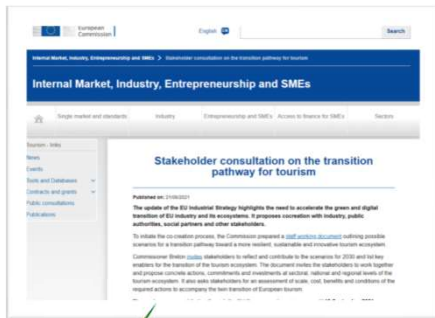 European
Commission
English
Search
Internal Market, Industry, Entrepreneurship and SMEs > Stakeholder consultation on the transition pathway for tourism
Internal Market, Industry, Entrepreneurship and SMEs
Single market and standards Industry Entrepreneurship and SMEs Access to finance for SMEs Sectors
Tourism - links
News
Events
Tools and Databases
Contracts and grants
Public consultations
Publications
Stakeholder consultation on the transition
pathway for tourism
Published on: 21/06/2021
The update of the EU Industrial Strategy highlights the need to accelerate the green and digital
transition of EU industry and its ecosystems. It proposes cocreation with industry, public
authorities, social partners and other stakeholders.
To initiate the co-creation process, the Commission prepared a staff working document outlining possible
scenarios for a transition pathway toward a more resilient, sustainable and innovative tourism ecosystem.
Commissioner Breton invites stakeholders to reflect and contribute to the scenarios for 2030 and list key
enablers for the transition of the tourism ecosystem. The document invites the stakeholders to work together
and propose concrete actions, commitments and investments at sectoral, national and regional levels of the
tourism ecosystem. It also asks stakeholders for an assessment of scale, cost, benefits and conditions of the
required actions to accompany the twin transition of European tourism.